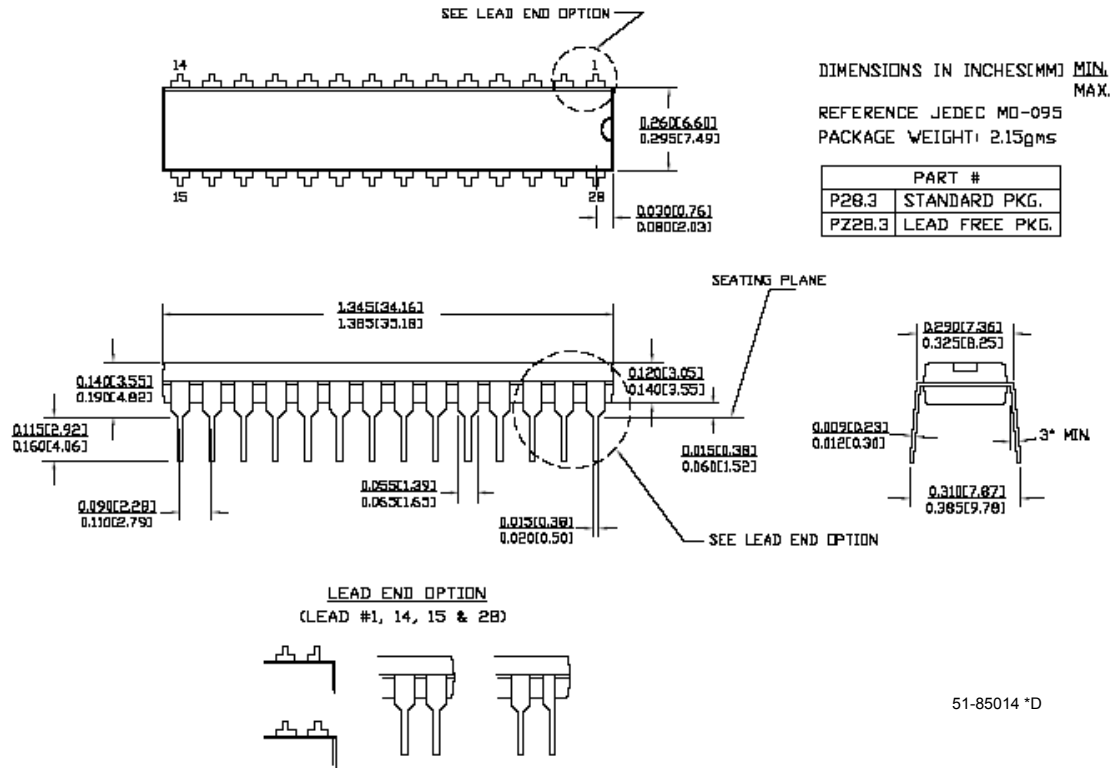 SEE LEAD END OPTION
14
1
DIMENSIONS IN INCHES[MM] MIN.
MAX.
REFERENCE JEDEC MO-095
PACKAGE WEIGHT: 2.15gms
0.260[6.60]
0.295[7.49]
PART #
P28.3 STANDARD PKG.
PZ28.3 LEAD FREE PKG.
15
28
0.030[0.76]
0.080[2.03]
SEATING PLANE
1.345[34.16]
1.385[35.18]
0.290[7.36]
0.325[8.25]
0.140[3.55]
0.190[4.82]
0.120[3.05]
0.140[3.55]
0.115[2.92]
0.160[4.06]
0.015[0.38]
0.060[1.52]
0.009[0.23]
0.012[0.30]
3° MIN.
0.055[1.39]
0.065[1.65]
0.090[2.28]
0.110[2.79]
0.015[0.38]
0.020[0.50]
0.310[7.87]
0.385[9.78]
SEE LEAD END OPTION
LEAD END OPTION
(LEAD #1, 14, 15 & 28)
51-85014 *D